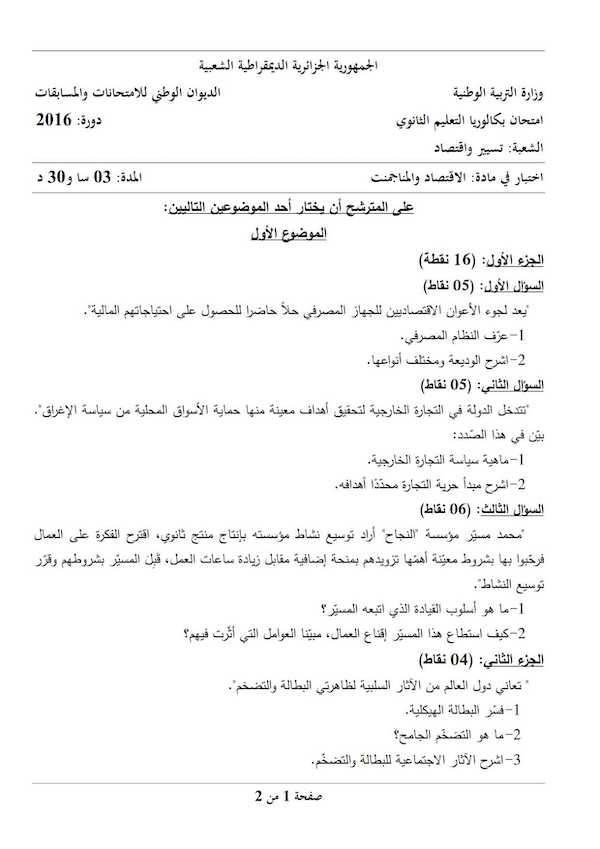 الجمهورية الجزائرية الديمقراطية الشعبية
وزارة التربية الوطنية الديوان الوطني للامتحانات والمسابقات
امتحان بكالوريا التعليم الثانوي دورة: 2016
الشعبة: تسيير واقتصاد
اختبار في مادة: الاقتصاد والمناجمنت المدة: 03 سا و30 د
على المترشح أن يختار أحد الموضوعين التاليين:
الموضوع الأول
الجزء الأول: (16 نقطة)
السؤال الأول: (05 نقاط)
"يعد لجوء الأعوان الاقتصاديين للجهاز المصرفي حلاّ حاضرا للحصول على احتياجاتهم المالية".
1-عرّف النظام المصرفي.
2-اشرح الوديعة ومختلف أنواعها.
السؤال الثاني: (05 نقاط)
"تتدخل الدولة في التجارة الخارجية لتحقيق أهداف معينة منها حماية الأسواق المحلية من سياسة الإغراق".
بيّن في هذا الصّدد:
1-ماهية سياسة التجارة الخارجية.
2-اشرح مبدأ حرية التجارة محدّدًا أهدافه.
السؤال الثالث: (06 نقاط)
"محمد مسيّر مؤسسة "النجاح" أراد توسيع نشاط مؤسسته بإنتاج منتج ثانوي، اقترح الفكرة على العمال
فرحّبوا بها بشروط معيّنة أهمّها تزويدهم بمنحة إضافية مقابل زيادة ساعات العمل، قَبِلَ المسيّر بشروطهم وقرّر
توسيع النشاط".
1-ما هو أسلوب القيادة الذي اتبعه المسيّر؟
2-كيف استطاع هذا المسيّر إقناع العمال، مبيّنا العوامل التي أثّرت فيهم؟
الجزء الثاني: (04 نقاط)
" تعاني دول العالم من الآثار السلبية لظاهرتي البطالة والتضخم".
1-فسّر البطالة الهيكلية.
2-ما هو التضخّم الجامح؟
3-اشرح الآثار الاجتماعية للبطالة والتضخّم.
صفحة 1 من 2